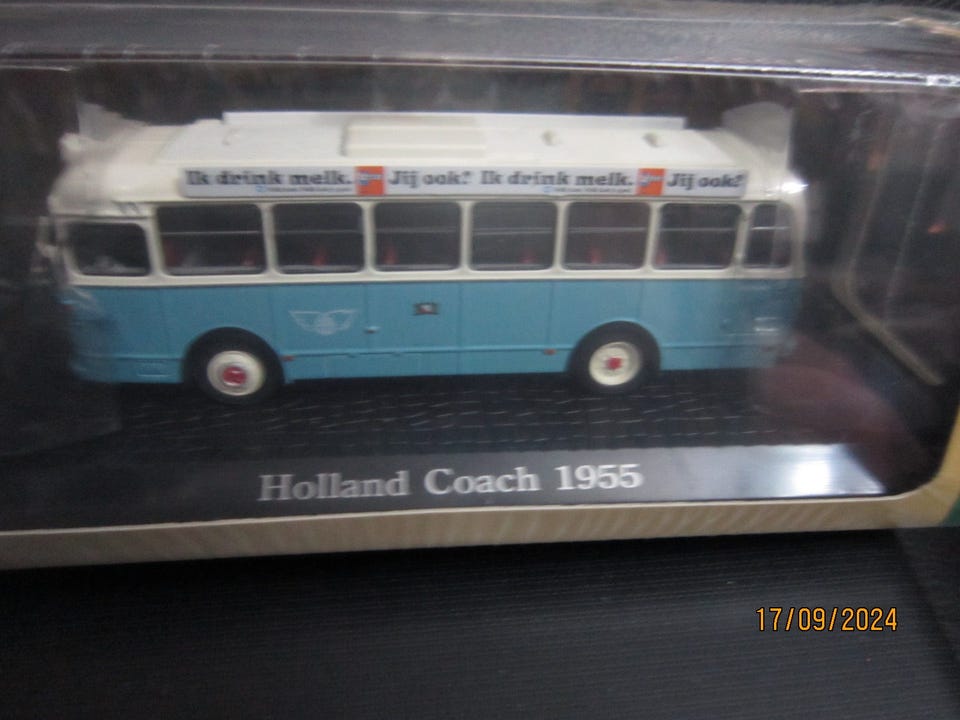 Ik drink melk. Jij ook? Ik drink melk. Jij ook?
Holland Coach 1955
17/09/2024